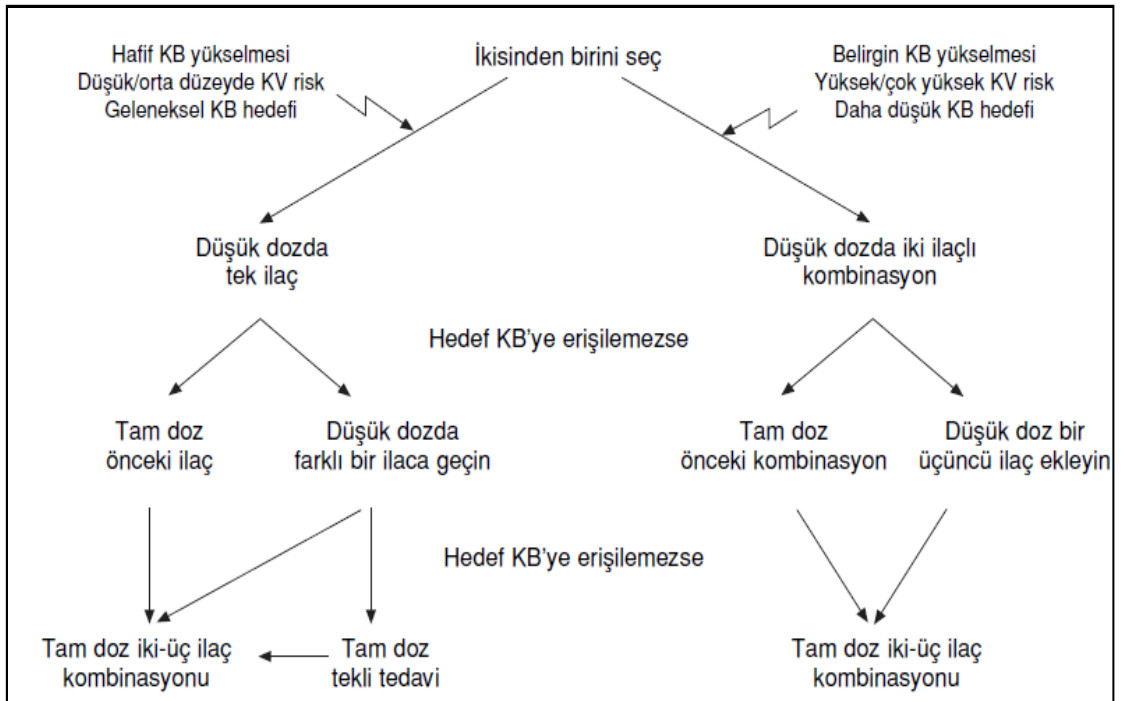 Hafif KB yükselmesi
Düşük/orta düzeyde KV risk
Geleneksel KB hedefi
İkisinden birini seç
Belirgin KB yükselmesi
Yüksek/çok yüksek KV risk
Daha düşük KB hedefi
Düşük dozda
tek ilaç
Düşük dozda iki ilaçlı
kombinasyon
Hedef KB'ye erişilemezse
Tam doz
önceki ilaç
Düşük dozda
farklı bir ilaca geçin
Tam doz
önceki kombinasyon
Düşük doz bir
üçüncü ilaç ekleyin
Hedef KB'ye erişilemezse
Tam doz iki-üç ilaç
kombinasyonu
Tam doz
tekli tedavi
Tam doz iki-üç ilaç
kombinasyonu